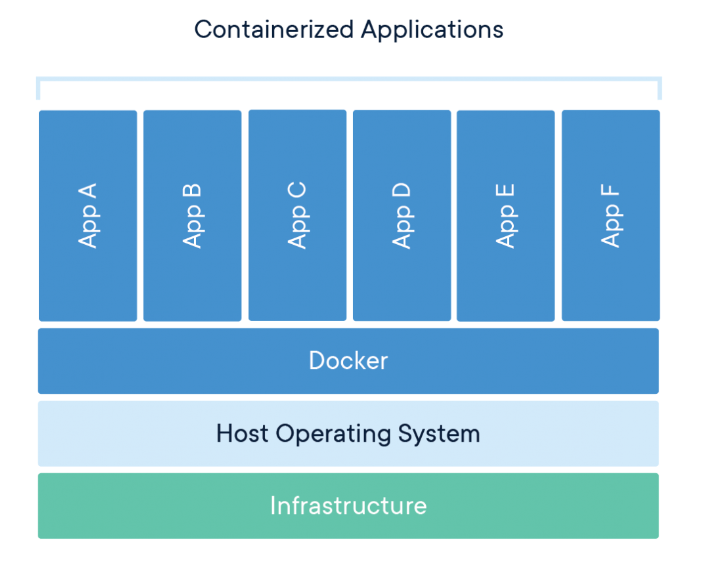 Containerized Applications
App A
App B
App C
App D
App E
App F
Docker
Host Operating System
Infrastructure